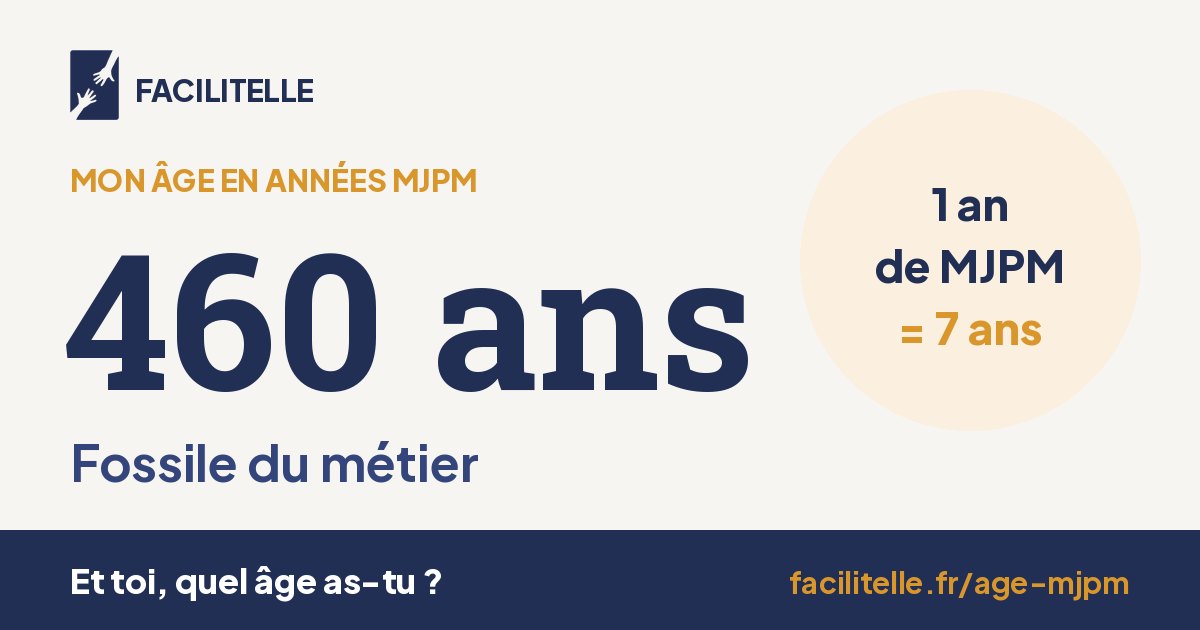 FACILITELLE
MON ÂGE EN ANNÉES MJPM
460 ans
Fossile du métier
1 an
de MJPM
= 7 ans
Et toi, quel âge as-tu ?
facilitelle.fr/age-mjpm